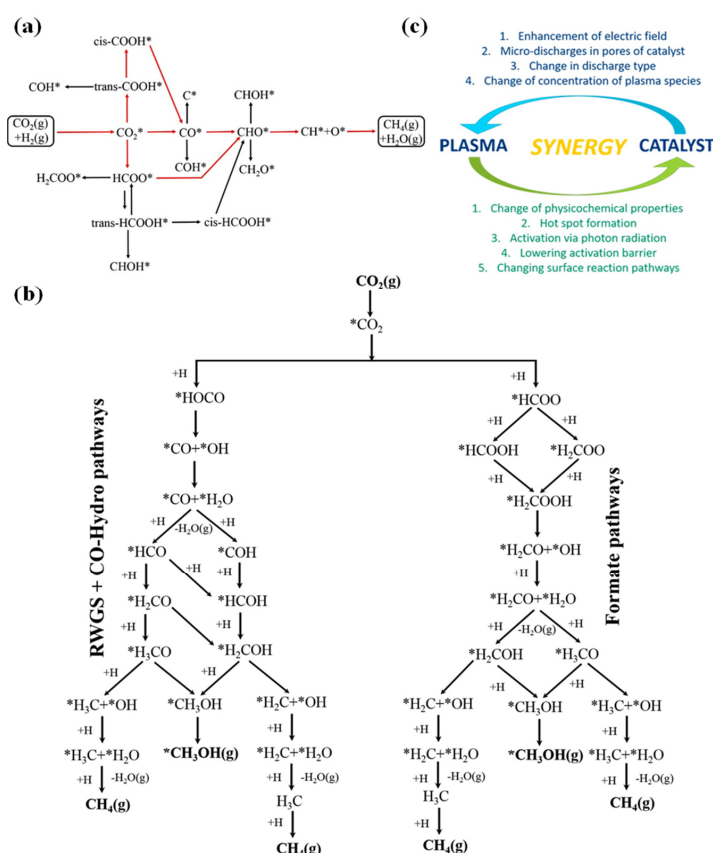 (a)
cis-COOH*
COH*
trans-COOH*
C*
CHOH*
CO₂(g)
+H₂(g)
CO₂*
CO*
CHO*
CH*+O*
CH₄(g)
+H₂O(g)
COH*
CH₂O*
H₂COO*
HCOO*
trans-HCOOH*
cis-HCOOH*
CHOH*
(c)
1. Enhancement of electric field
2. Micro-discharges in pores of catalyst
3. Change in discharge type
4. Change of concentration of plasma species
PLASMA SYNERGY CATALYST
1. Change of physicochemical properties
2. Hot spot formation
3. Activation via photon radiation
4. Lowering activation barrier
5. Changing surface reaction pathways
(b)
CO₂(g)
*CO₂
RWGS + CO-Hydro pathways
+H
*HOCO
*CO+*OH
*CO+*H₂O
+H
-H₂O(g)
+H
*HCO
*COH
+H
+H
+H
*H₂CO
*HCOH
+H
+H
*H₃CO
*H₂COH
+H
+H
+H
*H₃C+*OH
*CH₃OH
*H₂C+*OH
+H
+H
*H₃C+*H₂O
*CH₃OH(g)
*H₂C+*H₂O
+H
-H₂O(g)
+H
-H₂O(g)
CH₄(g)
H₃C
+H
CH₄(g)
Formate pathways
+H
*HCOO
+H
+H
*HCOOH
*H₂COO
+H
+H
*H₂COOH
*H₂CO+*OH
+H
*H₂CO+*H₂O
+H
-H₂O(g)
+H
*H₂COH
*H₃CO
+H
+H
+H
+H
*H₂C+*OH
*CH₃OH
*H₃C+*OH
+H
+H
*H₂C+*H₂O
*CH₃OH(g)
*H₃C+*H₂O
+H
-H₂O(g)
+H
-H₂O(g)
H₃C
CH₄(g)
+H
CH₄(g)